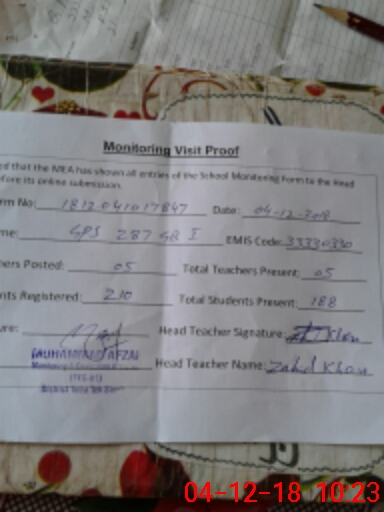 Monitoring Visit Proof
ed that the MEA has shown all entries of the School Monitoring Form to the Head
efore its online submission.
rm No: 1812041017847 Date: 04-12-2018
me: GPS 287 GB I EMIS Code: 33330330
hers Posted: 05 Total Teachers Present: 05
nts Registered: 210 Total Students Present: 188
ure: Head Teacher Signature: Khan
MUHAMMAD AFZAL
Head Teacher Name: Zahid Khan
04-12-18 10:23